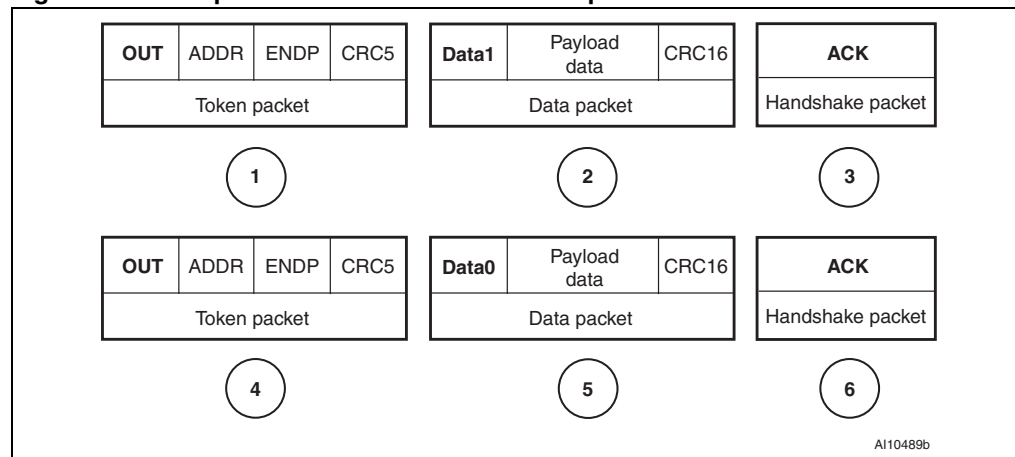 OUT ADDR ENDP CRC5
Token packet
Data1 Payload data CRC16
Data packet
ACK
Handshake packet
1
2
3
OUT ADDR ENDP CRC5
Token packet
Data0 Payload data CRC16
Data packet
ACK
Handshake packet
4
5
6
AI10489b